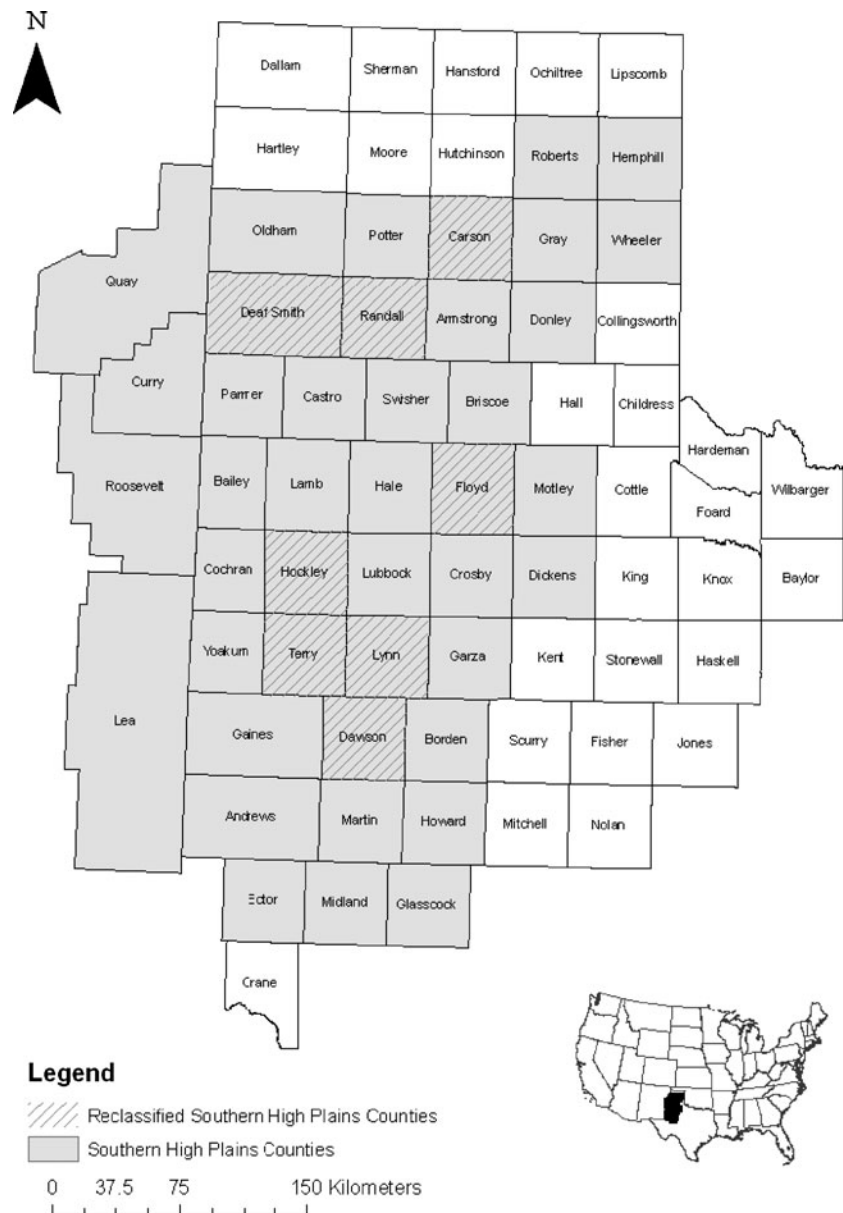 N
Dallam Sherman Hansford Ochiltree Lipscomb
Hartley Moore Hutchinson Roberts Hemphill
Oldham Potter Carson Gray Wheeler
Quay
Deaf Smith Randall Armstrong Donley Collingsworth
Curry Parmer Castro Swisher Briscoe Hall Childress
Hardeman
Roosevelt Bailey Lamb Hale Floyd Motley Cottle Wilbarger
Foard
Cochran Hockley Lubbock Crosby Dickens King Knox Baylor
Yoakum Terry Lynn Garza Kent Stonewall Haskell
Lea Gaines Dawson Borden Scurry Fisher Jones
Andrews Martin Howard Mitchell Nolan
Ector Midland Glasscock
Crane
Legend
Reclassified Southern High Plains Counties
Southern High Plains Counties
0 37.5 75 150 Kilometers